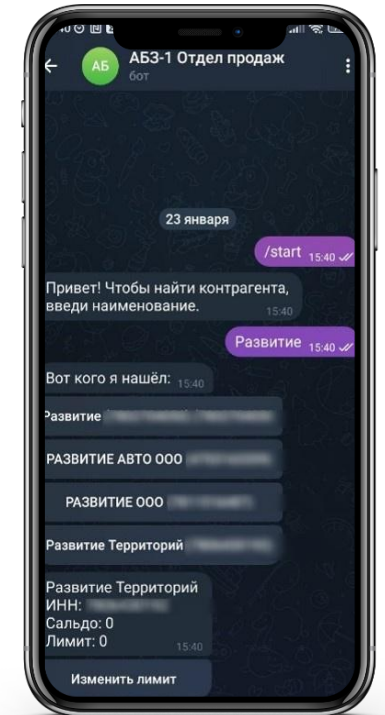 АБ
АБЗ-1 Отдел продаж
бот
23 января
/start 15:40
Привет! Чтобы найти контрагента,
введи наименование. 15:40
Развитие 15:40
Вот кого я нашёл: 15:40
Развитие
РАЗВИТИЕ АВТО ООО
РАЗВИТИЕ ООО
Развитие Территорий
Развитие Территорий
ИНН:
Сальдо: 0
Лимит: 0 15:40
Изменить лимит